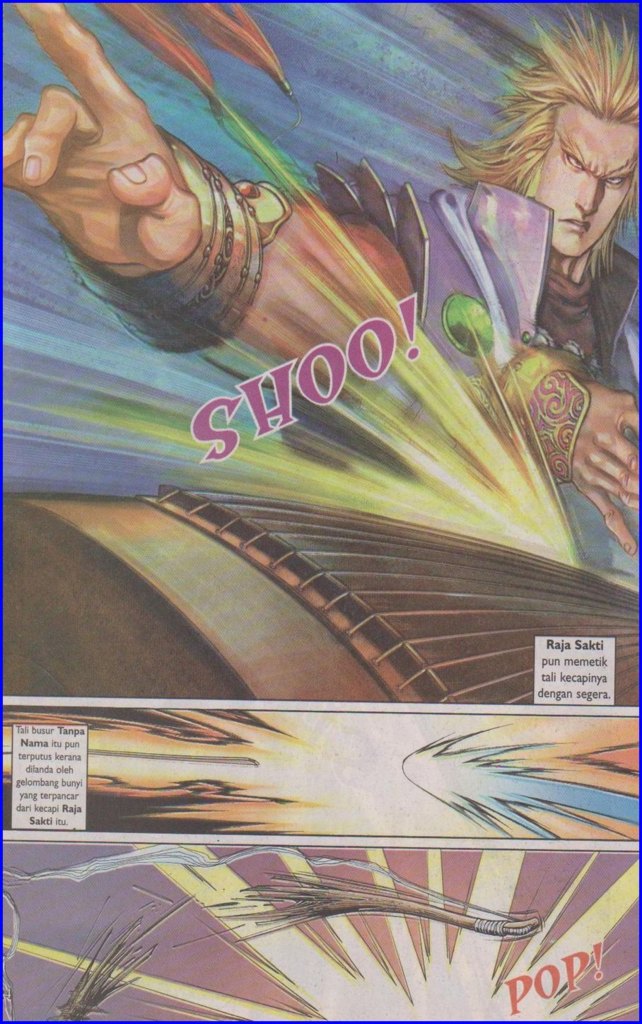 SHOO!
Raja Sakti
pun memetik
tali kecapinya
dengan segera.
Tali busur Tanpa
Nama itu pun
terputus kerana
dilanda oleh
gelombang bunyi
yang terpancar
dari kecapi Raja
Sakti itu.
POP!